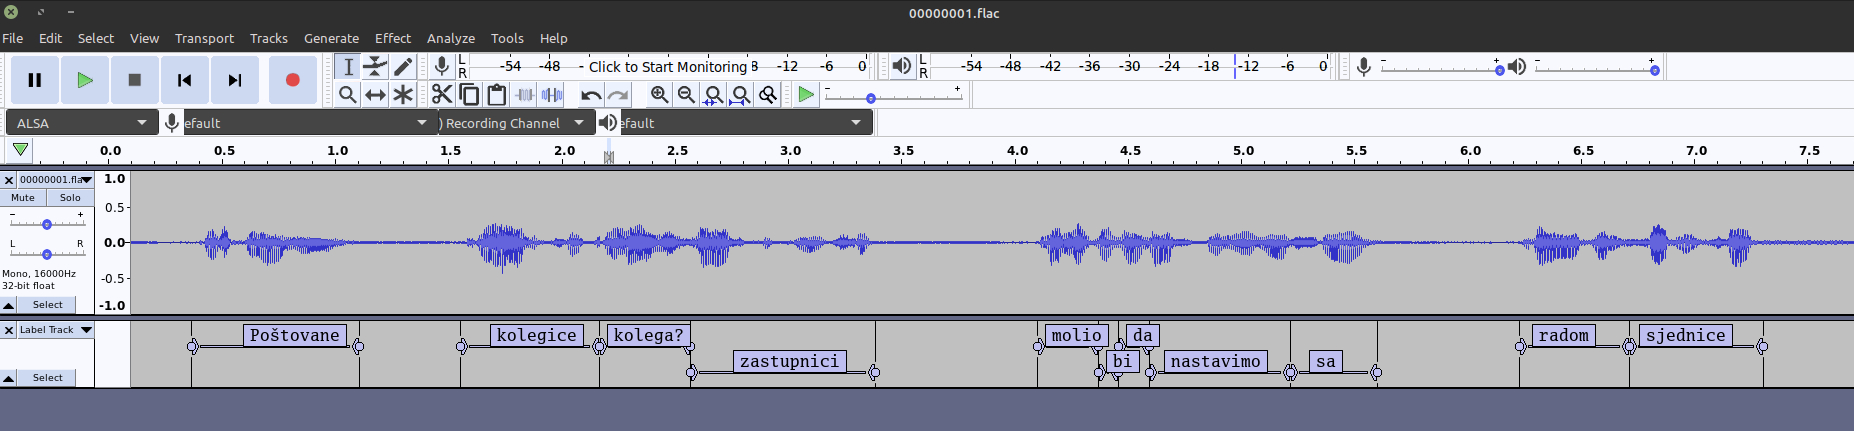 00000001.flac
File Edit Select View Transport Tracks Generate Effect Analyze Tools Help
L -54 -48 - Click to Start Monitoring 8 -12 -6 0 L -54 -48 -42 -36 -30 -24 -18 -12 -6 0 - + - +
R R
- +
ALSA efault ) Recording Channel efault
0.0 0.5 1.0 1.5 2.0 2.5 3.0 3.5 4.0 4.5 5.0 5.5 6.0 6.5 7.0 7.5
00000001.fla 1.0
Mute Solo
- + 0.5
L R 0.0
Mono, 16000Hz -0.5
32-bit float
Select -1.0
Label Track Poštovane kolegice kolega? molio da radom sjednice
zastupnici bi nastavimo sa
Select